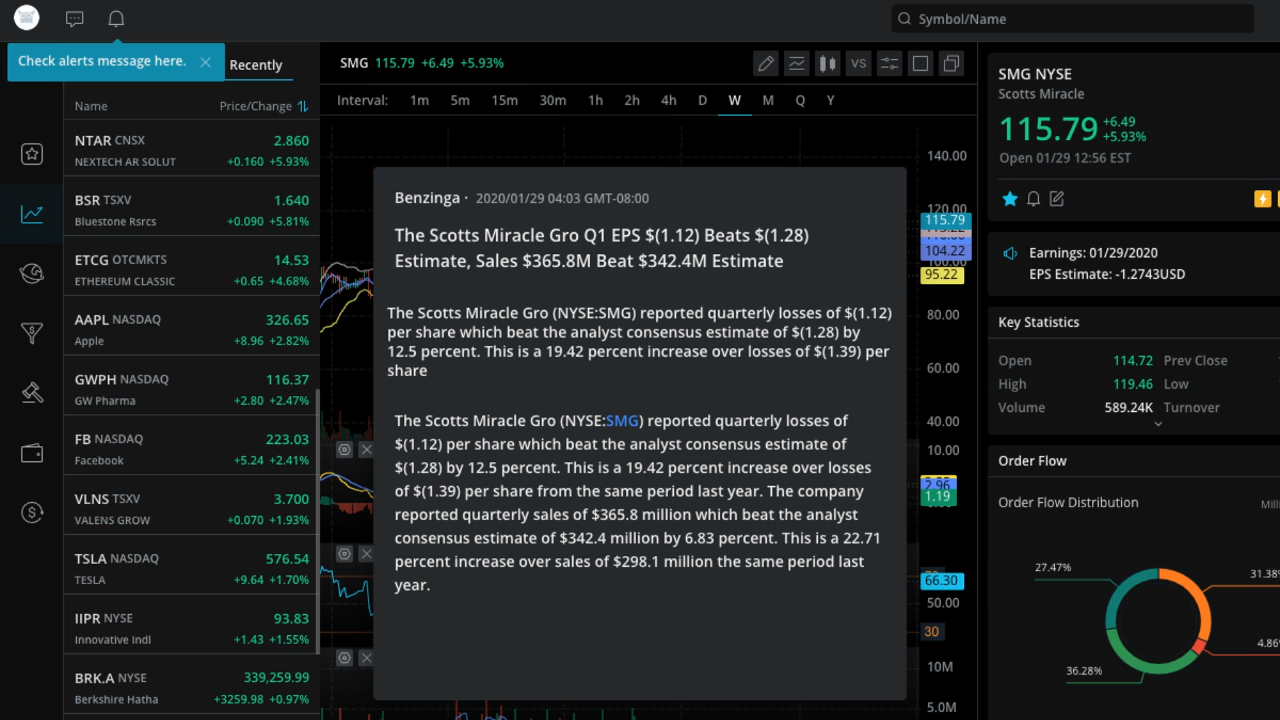 Symbol/Name
Check alerts message here.
Recently
Name Price/Change
NTAR CNSX 2.860
NEXTECH AR SOLUT +0.160 +5.93%
BSR TSXV 1.640
Bluestone Rsrcs +0.090 +5.81%
ETCG OTCMKTS 14.53
ETHEREUM CLASSIC +0.65 +4.68%
AAPL NASDAQ 326.65
Apple +8.96 +2.82%
GWPH NASDAQ 116.37
GW Pharma +2.80 +2.47%
FB NASDAQ 223.03
Facebook +5.24 +2.41%
VLNS TSXV 3.700
VALENS GROW +0.070 +1.93%
TSLA NASDAQ 576.54
TESLA +9.64 +1.70%
IIPR NYSE 93.83
Innovative Indl +1.43 +1.55%
BRK.A NYSE 339,259.99
Berkshire Hatha +3259.98 +0.97%
SMG 115.79 +6.49 +5.93%
VS
Interval: 1m 5m 15m 30m 1h 2h 4h D W M Q Y
Benzinga · 2020/01/29 04:03 GMT-08:00
The Scotts Miracle Gro Q1 EPS $(1.12) Beats $(1.28)
Estimate, Sales $365.8M Beat $342.4M Estimate
The Scotts Miracle Gro (NYSE:SMG) reported quarterly losses of $(1.12)
per share which beat the analyst consensus estimate of $(1.28) by
12.5 percent. This is a 19.42 percent increase over losses of $(1.39) per
share
The Scotts Miracle Gro (NYSE:SMG) reported quarterly losses of
$(1.12) per share which beat the analyst consensus estimate of
$(1.28) by 12.5 percent. This is a 19.42 percent increase over losses
of $(1.39) per share from the same period last year. The company
reported quarterly sales of $365.8 million which beat the analyst
consensus estimate of $342.4 million by 6.83 percent. This is a 22.71
percent increase over sales of $298.1 million the same period last
year.
140.00
120.00
115.79
104.22
95.22
80.00
60.00
40.00
10.00
2.96
1.19
66.30
50.00
30
10M
5.0M
SMG NYSE
Scotts Miracle
115.79 +6.49
+5.93%
Open 01/29 12:56 EST
Earnings: 01/29/2020
EPS Estimate: -1.2743USD
Key Statistics
Open 114.72 Prev Close
High 119.46 Low
Volume 589.24K Turnover
Order Flow
Order Flow Distribution
27.47%
31.38%
4.86%
36.28%